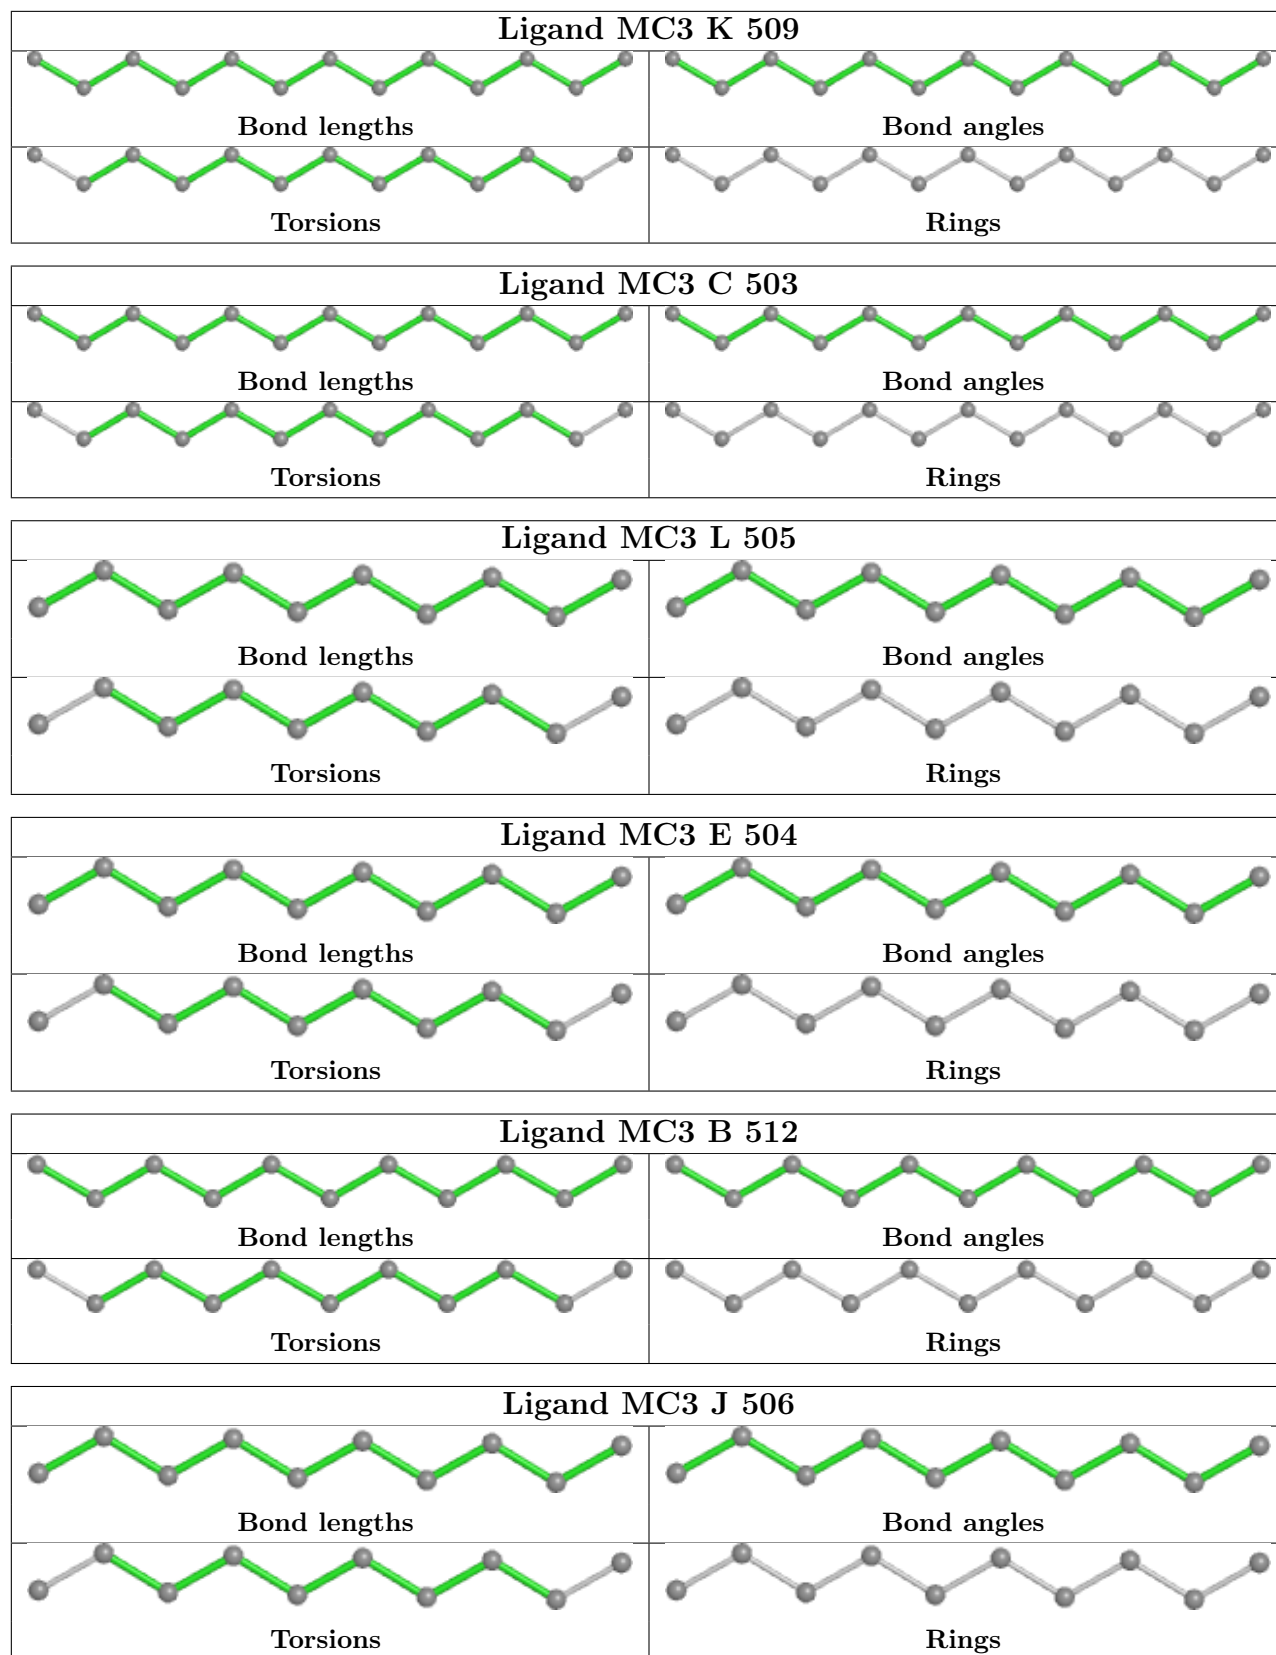 Ligand MC3 K 509
Bond lengths Bond angles
Torsions Rings
Ligand MC3 C 503
Bond lengths Bond angles
Torsions Rings
Ligand MC3 L 505
Bond lengths Bond angles
Torsions Rings
Ligand MC3 E 504
Bond lengths Bond angles
Torsions Rings
Ligand MC3 B 512
Bond lengths Bond angles
Torsions Rings
Ligand MC3 J 506
Bond lengths Bond angles
Torsions Rings